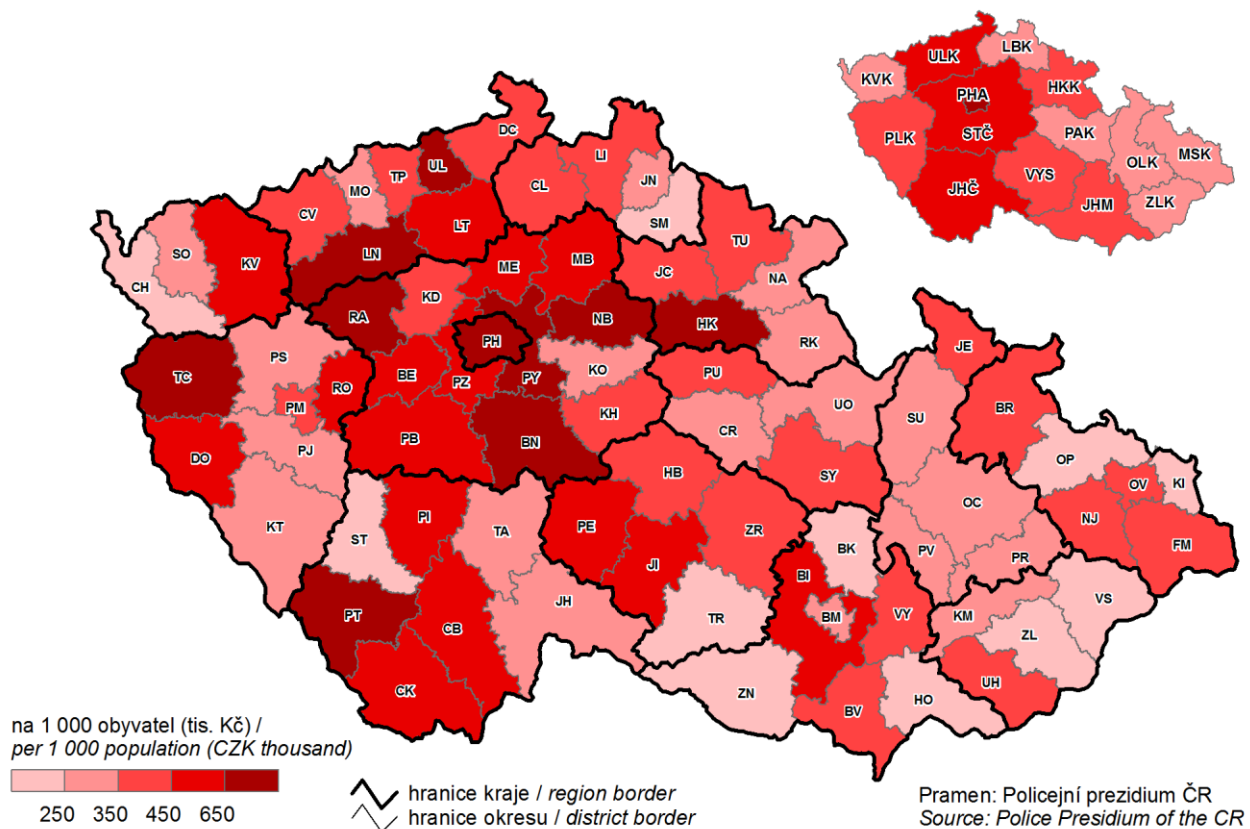 LBK
ULK
KVK
HKK
PHA
PLK
STČ
PAK
OLK
MSK
JHČ
VYS
JHM
ZLK
DC
UL
LI
TP
MO
CL
JN
CV
LT
SM
TU
SO
KV
LN
ME
MB
JC
NA
CH
KD
RA
NB
HK
PH
RK
JE
PS
TC
RO
BE
PZ
PY
KO
PU
PM
UO
BR
SU
KH
CR
PB
BN
PJ
DO
OP
HB
SY
OV
KI
OC
KT
ST
PI
TA
PE
ZR
NJ
FM
BK
PV
PR
JI
BI
VS
JH
PT
TR
BM
VY
KM
CB
ZL
CK
ZN
HO
UH
BV
na 1 000 obyvatel (tis. Kč) /
per 1 000 population (CZK thousand)
250 350 450 650
hranice kraje / region border
hranice okresu / district border
Pramen: Policejní prezidium ČR
Source: Police Presidium of the CR